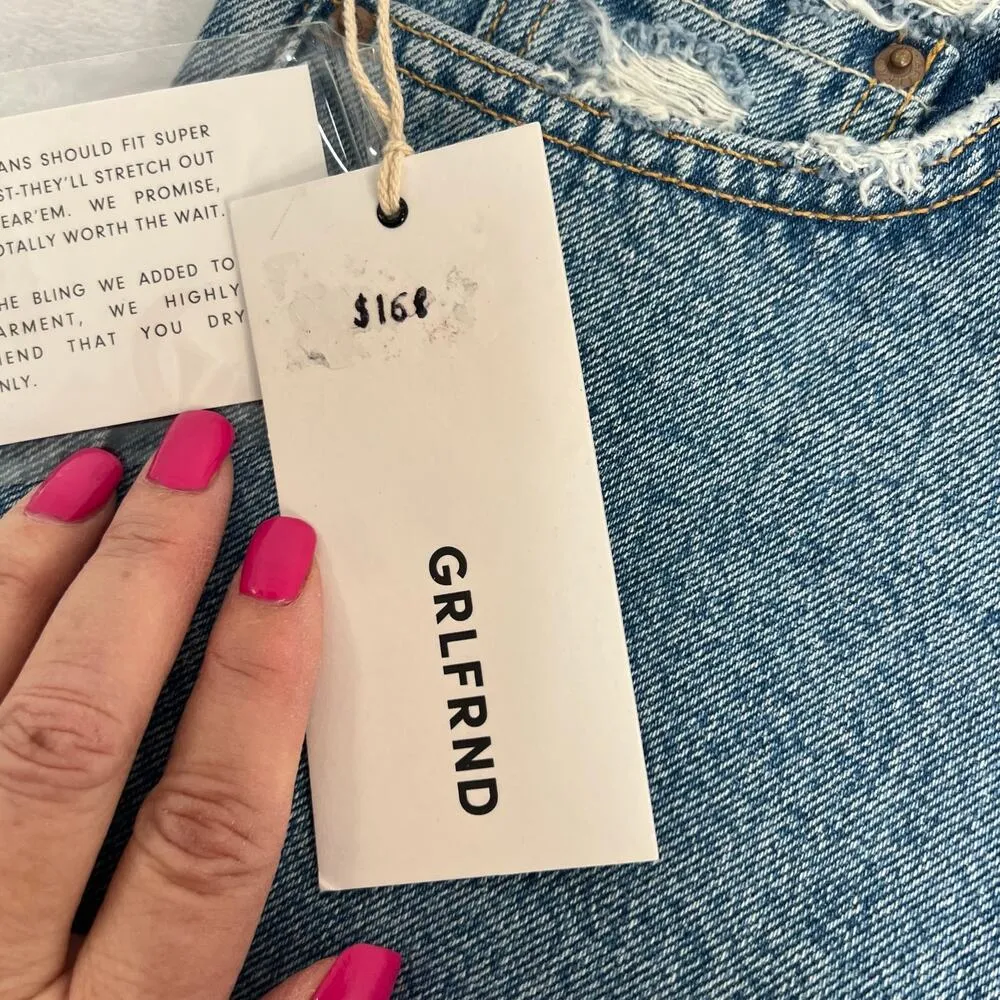 ANS SHOULD FIT SUPER
ST-THEY'LL STRETCH OUT
EAR'EM. WE PROMISE,
OTALLY WORTH THE WAIT.
HE BLING WE ADDED TO
ARMENT, WE HIGHLY
END THAT YOU DRY
NLY.
$168
GRLFRND